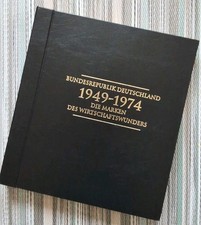 BUNDESREPUBLIK DEUTSCHLAND
1949-1974
DIE MARKEN
DES WIRTSCHAFTSWUNDERS